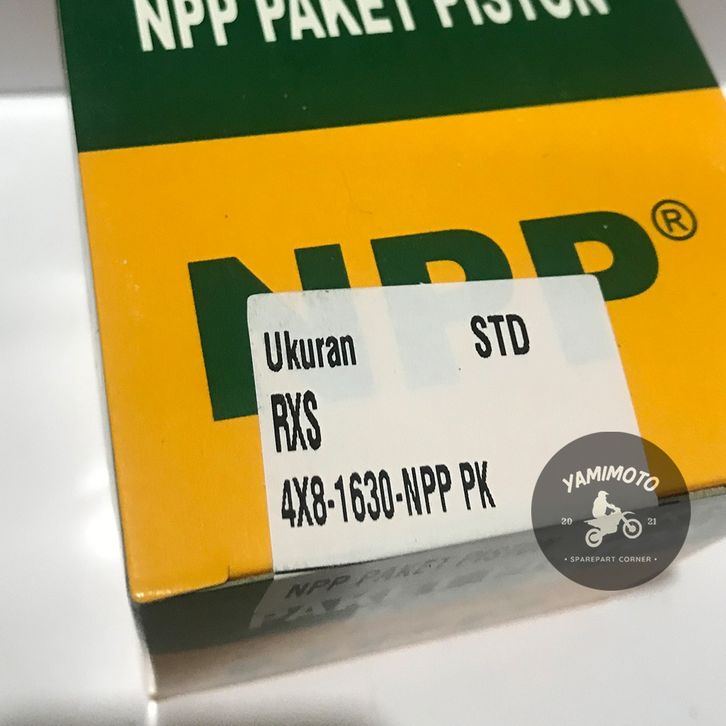 NPP PAKET PISTON
NPP®
Ukuran STD
RXS
4X8-1630-NPP PK
YAMIMOTO
20 21
• SPAREPART CORNER •
NPP PAKET PISTON